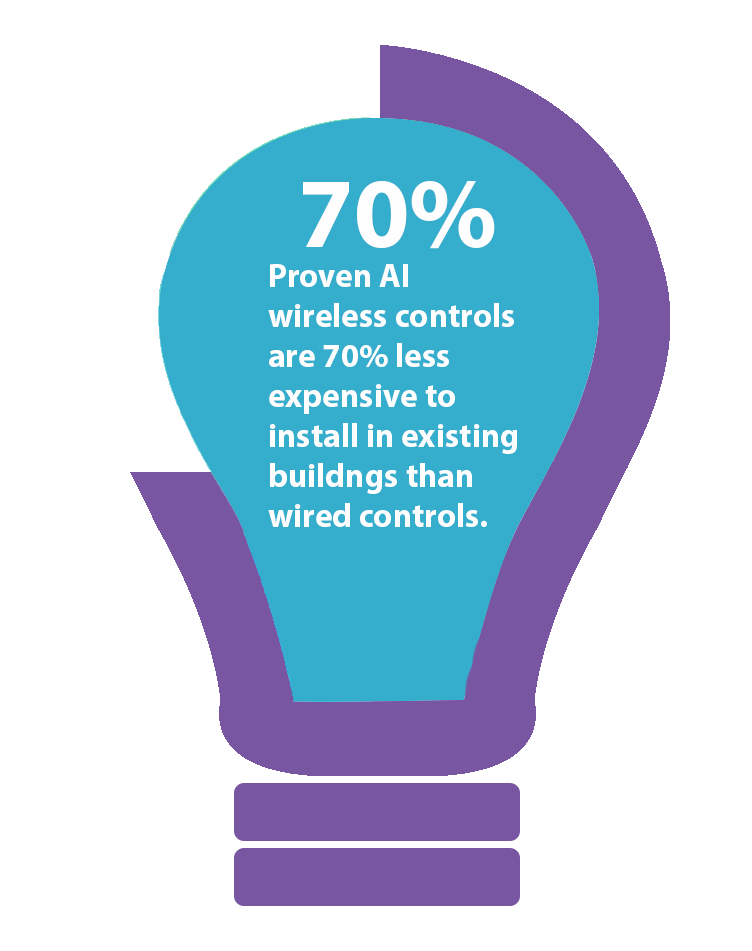 70%
Proven AI
wireless controls
are 70% less
expensive to
install in existing
buildngs than
wired controls.